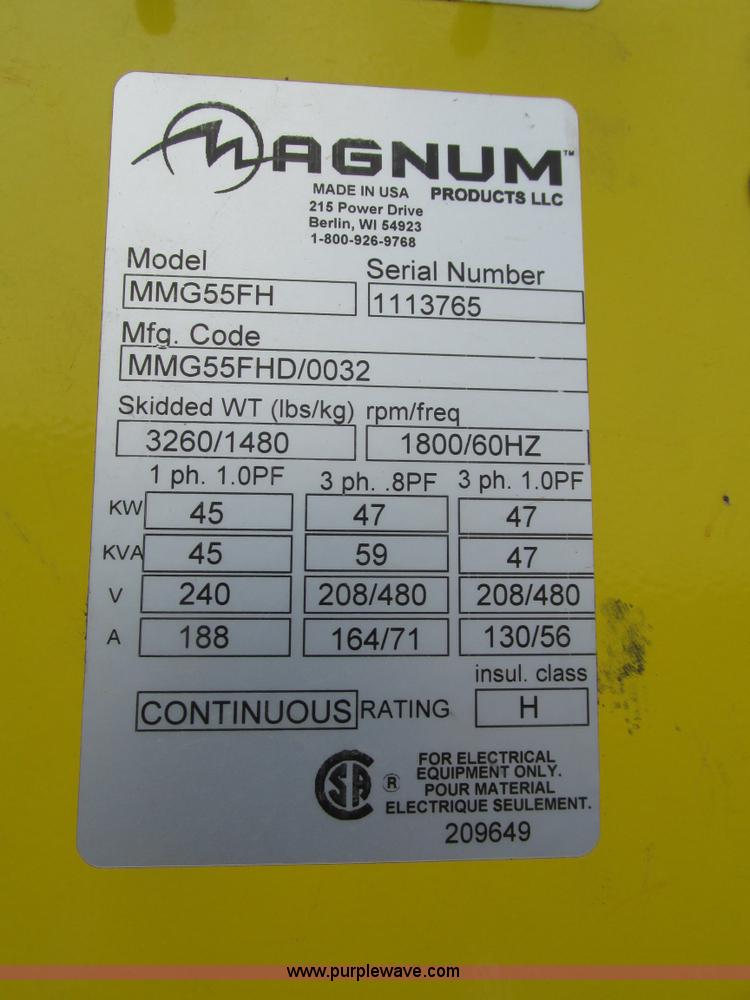 MAGNUM™
MADE IN USA PRODUCTS LLC
215 Power Drive
Berlin, WI 54923
1-800-926-9768
Model Serial Number
MMG55FH 1113765
Mfg. Code
MMG55FHD/0032
Skidded WT (lbs/kg) rpm/freq
3260/1480 1800/60HZ
1 ph. 1.0PF 3 ph. .8PF 3 ph. 1.0PF
KW 45 47 47
KVA 45 59 47
V 240 208/480 208/480
A 188 164/71 130/56
insul. class
CONTINUOUS RATING H
SA ®
FOR ELECTRICAL
EQUIPMENT ONLY.
POUR MATERIAL
ELECTRIQUE SEULEMENT.
209649
www.purplewave.com